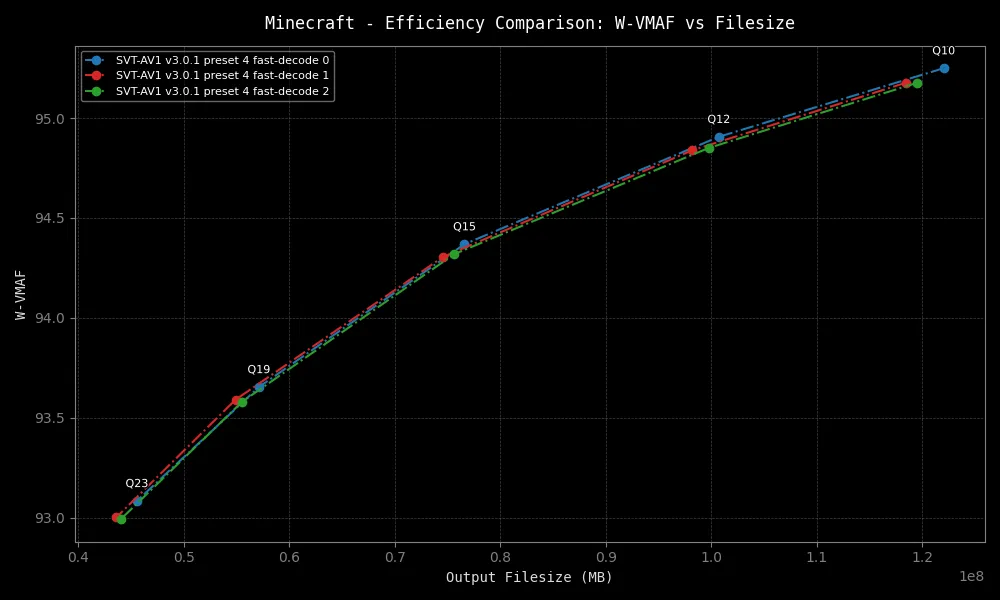 Minecraft - Efficiency Comparison: W-VMAF vs Filesize
SVT-AV1 v3.0.1 preset 4 fast-decode 0
SVT-AV1 v3.0.1 preset 4 fast-decode 1
SVT-AV1 v3.0.1 preset 4 fast-decode 2
Q10
Q12
Q15
Q19
Q23
95.0
94.5
94.0
93.5
93.0
W-VMAF
0.4 0.5 0.6 0.7 0.8 0.9 1.0 1.1 1.2
1e8
Output Filesize (MB)